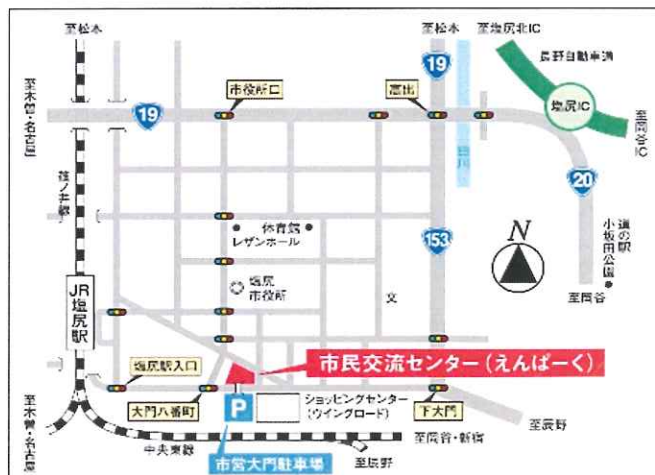 至松本
至松本
至塩尻北IC
長野自動車道
19
至木曽・名古屋
市役所口
高出
塩尻IC
至岡谷IC
19
田川
20
篠ノ井線
体育館
レザンホール
153
N
道の駅
小坂田公園
塩尻
市役所
文
至岡谷
JR塩尻駅
市民交流センター(えんぱーく)
塩尻駅入口
大門八番町
P
ショッピングセンター
(ウイングロード)
下大門
至木曽・名古屋
中央東線
市営大門駐車場
至辰野
至岡谷・新宿
至辰野